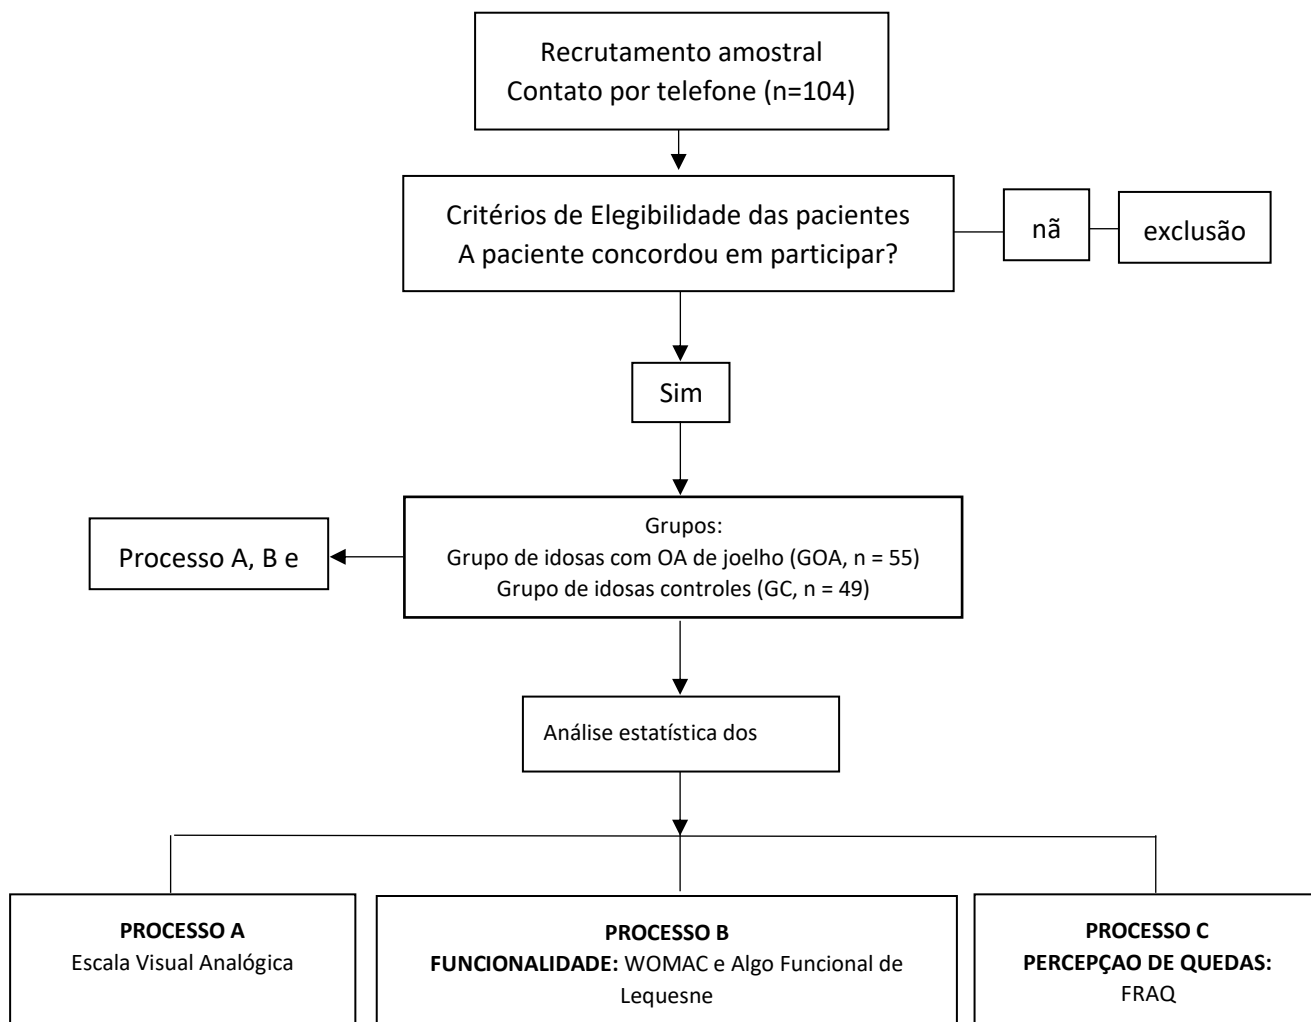 Recrutamento amostral
Contato por telefone (n=104)
Critérios de Elegibilidade das pacientes
A paciente concordou em participar?
nã
exclusão
Sim
Grupos:
Grupo de idosas com OA de joelho (GOA, n = 55)
Grupo de idosas controles (GC, n = 49)
Processo A, B e
Análise estatística dos
PROCESSO A
Escala Visual Analógica
PROCESSO B
FUNCIONALIDADE: WOMAC e Algo Funcional de
Lequesne
PROCESSO C
PERCEPÇAO DE QUEDAS:
FRAQ